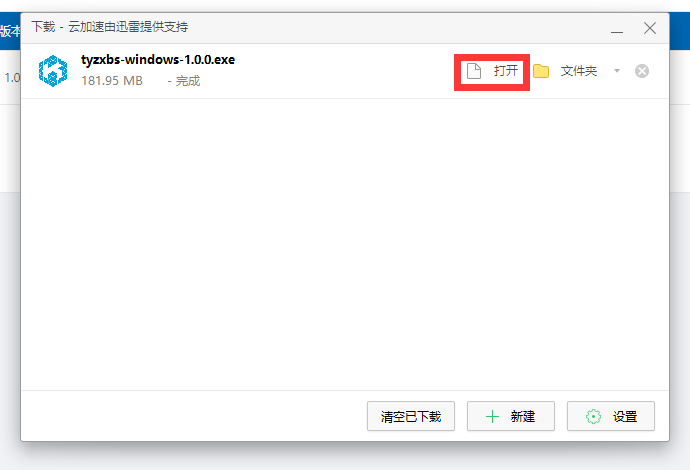 版本
下载 - 云加速由迅雷提供支持
1.0
tyzxbs-windows-1.0.0.exe
181.95 MB - 完成
打开 文件夹
清空已下载 新建 设置